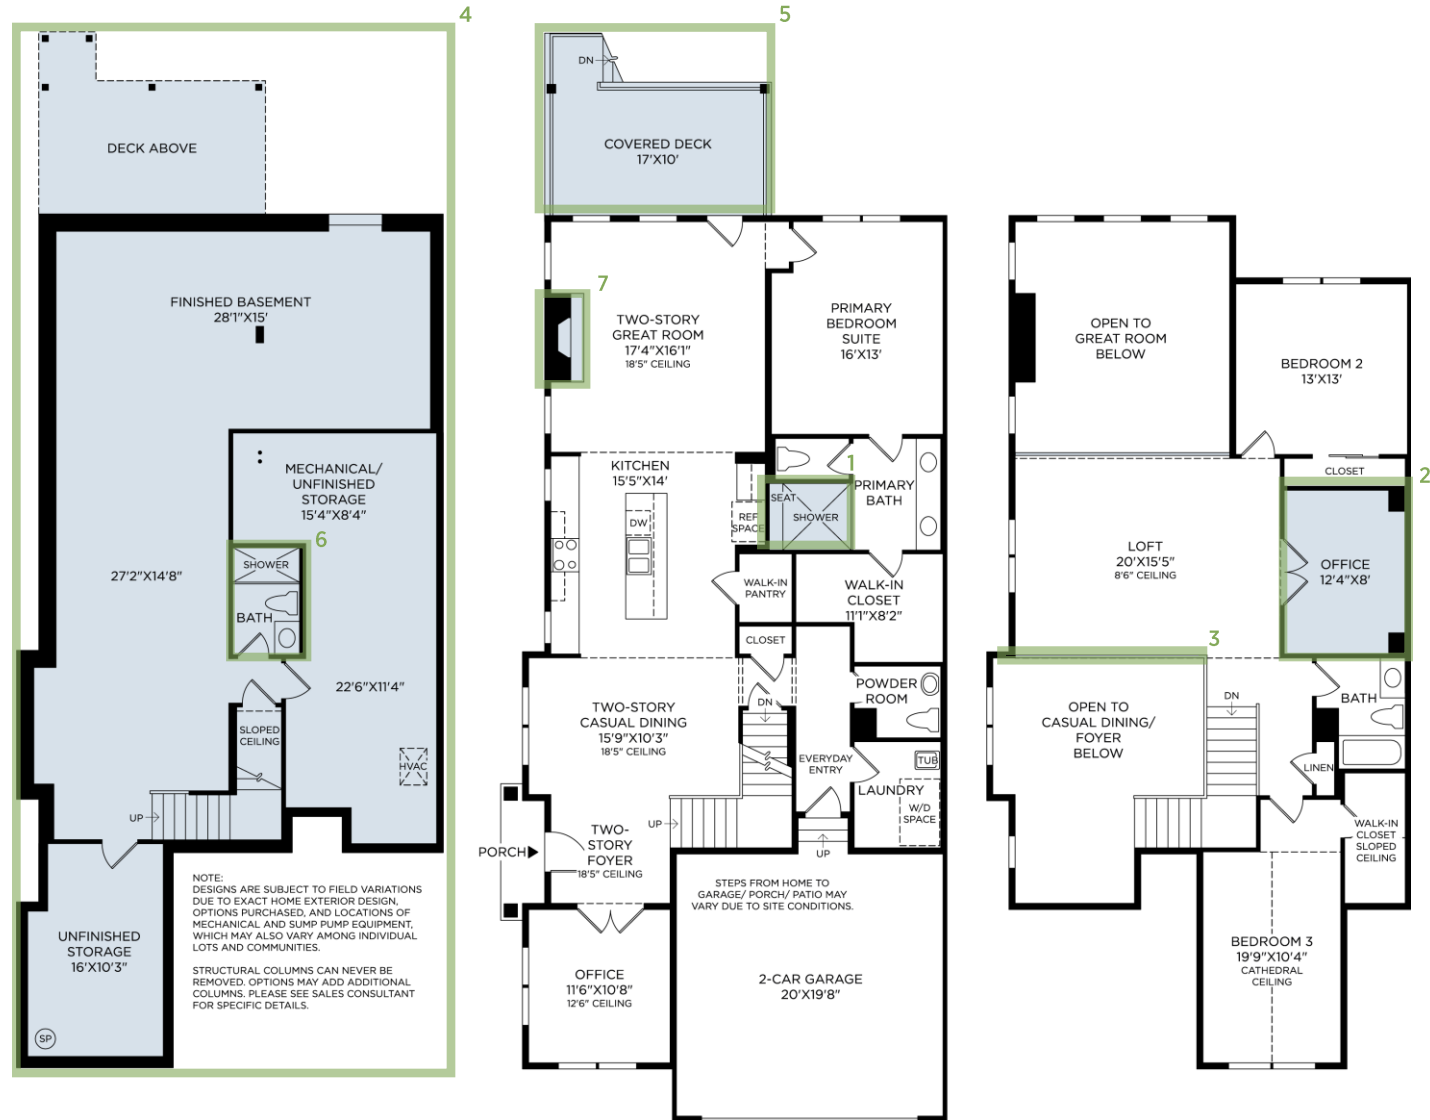 4
DECK ABOVE
FINISHED BASEMENT
28'1"X15'
MECHANICAL/
UNFINISHED
STORAGE
15'4"X8'4"
6
SHOWER
BATH
27'2"X14'8"
22'6"X11'4"
SLOPED
CEILING
HVAC
UP
UNFINISHED
STORAGE
16'X10'3"
SP
NOTE:
DESIGNS ARE SUBJECT TO FIELD VARIATIONS
DUE TO EXACT HOME EXTERIOR DESIGN,
OPTIONS PURCHASED, AND LOCATIONS OF
MECHANICAL AND SUMP PUMP EQUIPMENT,
WHICH MAY ALSO VARY AMONG INDIVIDUAL
LOTS AND COMMUNITIES.
STRUCTURAL COLUMNS CAN NEVER BE
REMOVED. OPTIONS MAY ADD ADDITIONAL
COLUMNS. PLEASE SEE SALES CONSULTANT
FOR SPECIFIC DETAILS.
5
DN
COVERED DECK
17'X10'
7
TWO-STORY
GREAT ROOM
17'4"X16'1"
18'5" CEILING
PRIMARY
BEDROOM
SUITE
16'X13'
KITCHEN
15'5"X14'
DW
REF
SPACE
1
SEAT
SHOWER
PRIMARY
BATH
WALK-IN
PANTRY
WALK-IN
CLOSET
11'1"X8'2"
CLOSET
POWDER
ROOM
DN
TWO-STORY
CASUAL DINING
15'9"X10'3"
18'5" CEILING
EVERYDAY
ENTRY
TUB
LAUNDRY
W/D
SPACE
UP
UP
PORCH
TWO-
STORY
FOYER
18'5" CEILING
STEPS FROM HOME TO
GARAGE/ PORCH/ PATIO MAY
VARY DUE TO SITE CONDITIONS.
OFFICE
11'6"X10'8"
12'6" CEILING
2-CAR GARAGE
20'X19'8"
OPEN TO
GREAT ROOM
BELOW
BEDROOM 2
13'X13'
CLOSET
2
OFFICE
12'4"X8'
LOFT
20'X15'5"
8'6" CEILING
3
OPEN TO
CASUAL DINING/
FOYER
BELOW
DN
BATH
LINEN
WALK-IN
CLOSET
SLOPED
CEILING
BEDROOM 3
19'9"X10'4"
CATHEDRAL
CEILING